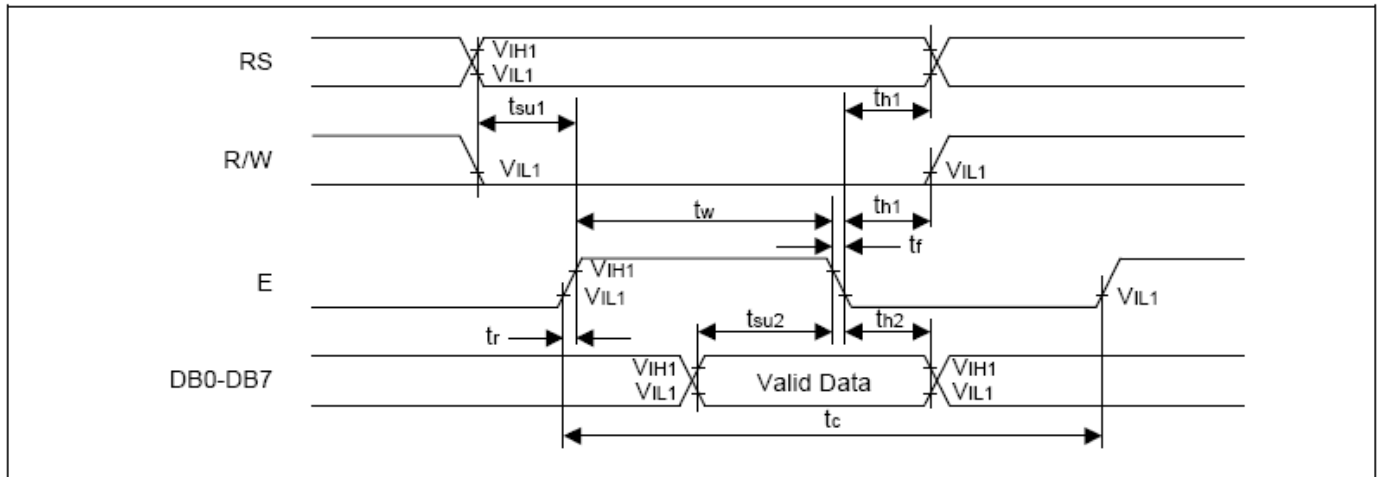 RS
VIH1
VIL1
tsu1
th1
R/W
VIL1
VIL1
tw
th1
tf
E
VIH1
VIL1
VIL1
tsu2
th2
tr
DB0-DB7
VIH1
VIL1
Valid Data
VIH1
VIL1
tc